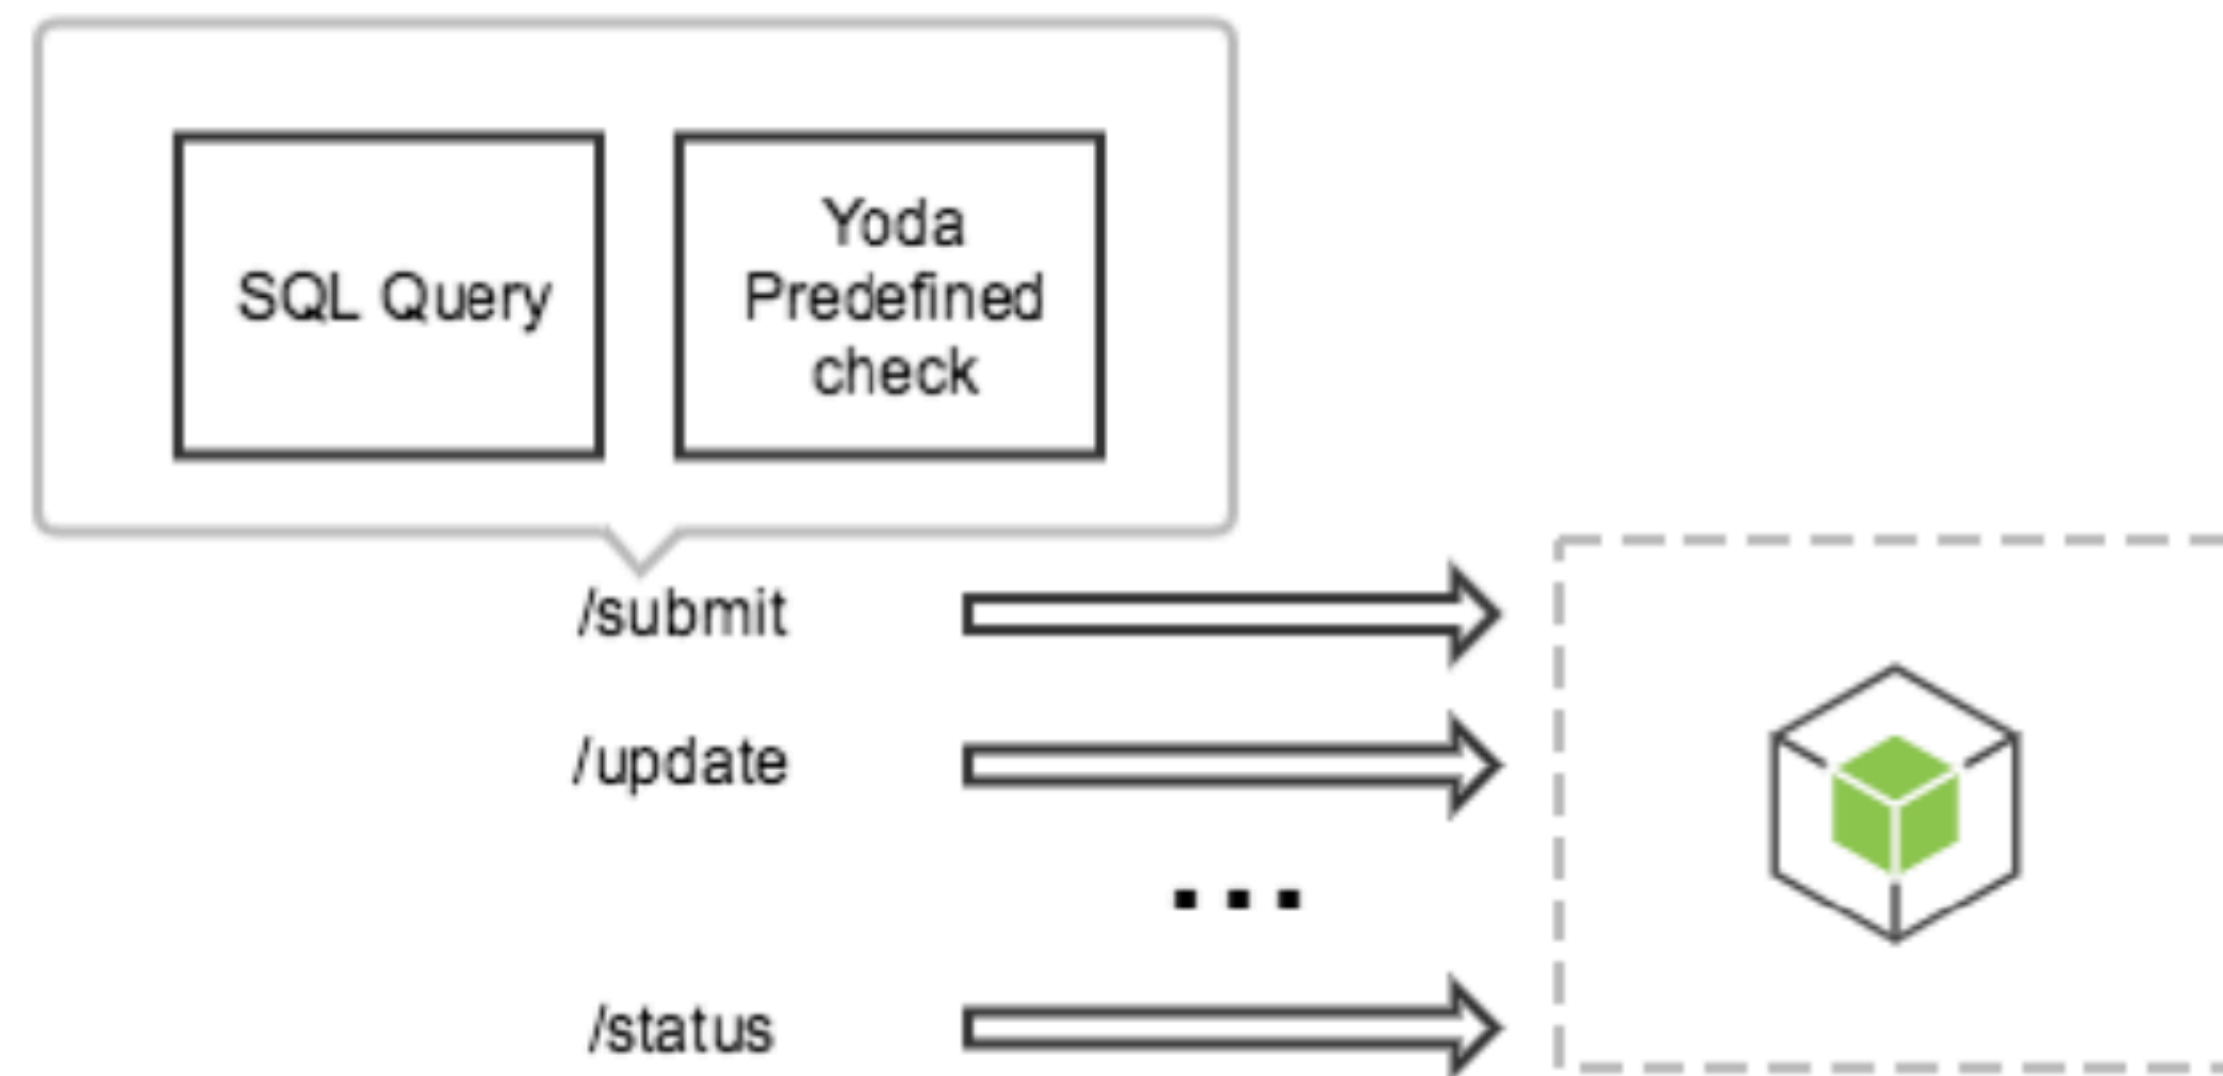 SQL Query
Yoda
Predefined
check
/submit
/update
...
/status